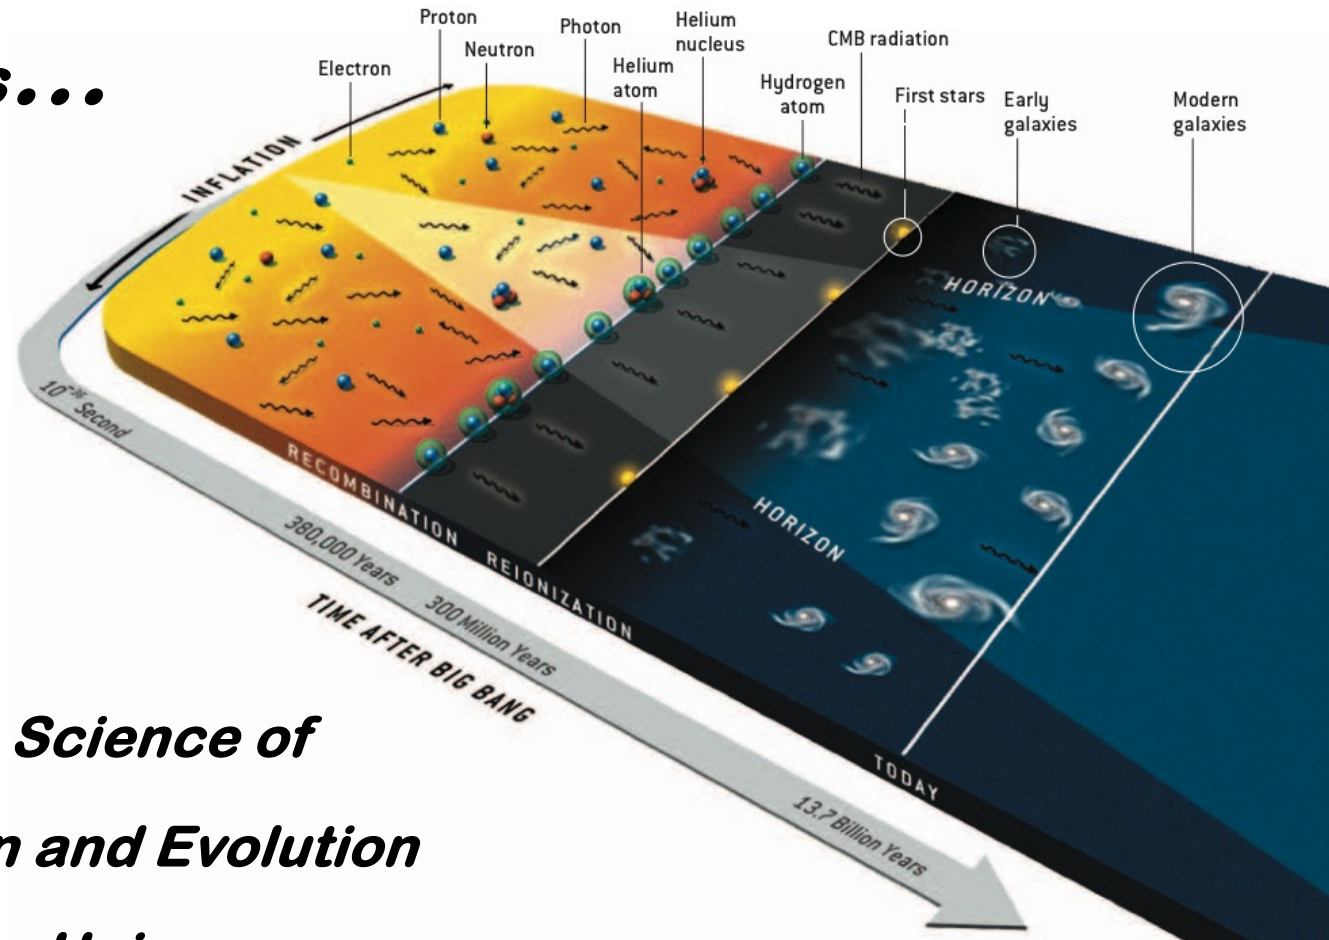 s...
Proton
Neutron
Electron
Photon
Helium
nucleus
Helium
atom
Hydrogen
atom
CMB radiation
First stars
Early
galaxies
Modern
galaxies
INFLATION
HORIZON
HORIZON
10⁻³⁶ Second
RECOMBINATION
380,000 Years
REIONIZATION
300 Million Years
TIME AFTER BIG BANG
TODAY
13.7 Billion Years
Science of
n and Evolution